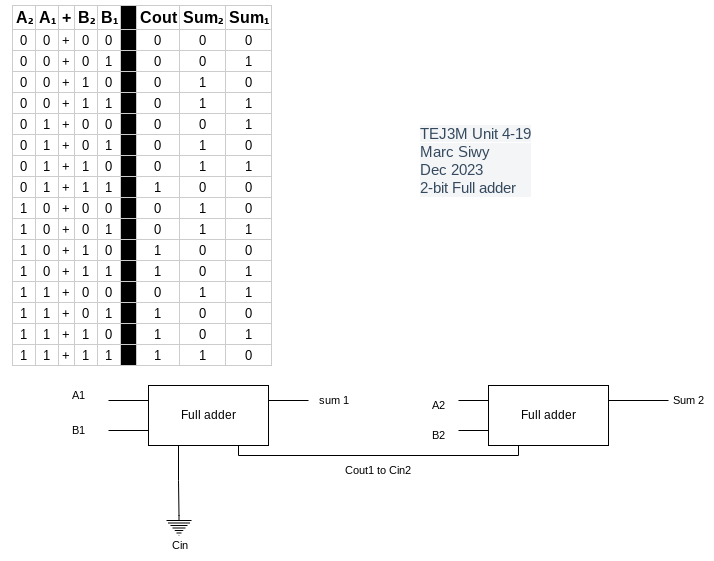 A₂ A₁ + B₂ B₁ Cout Sum₂ Sum₁
0 0 + 0 0 0 0 0
0 0 + 0 1 0 0 1
0 0 + 1 0 0 1 0
0 0 + 1 1 0 1 1
0 1 + 0 0 0 0 1
0 1 + 0 1 0 1 0
0 1 + 1 0 0 1 1
0 1 + 1 1 1 0 0
1 0 + 0 0 0 1 0
1 0 + 0 1 0 1 1
1 0 + 1 0 1 0 0
1 0 + 1 1 1 0 1
1 1 + 0 0 0 1 1
1 1 + 0 1 1 0 0
1 1 + 1 0 1 0 1
1 1 + 1 1 1 1 0
TEJ3M Unit 4-19
Marc Siwy
Dec 2023
2-bit Full adder
A1
B1
Full adder
sum 1
A2
B2
Full adder
Sum 2
Cout1 to Cin2
Cin